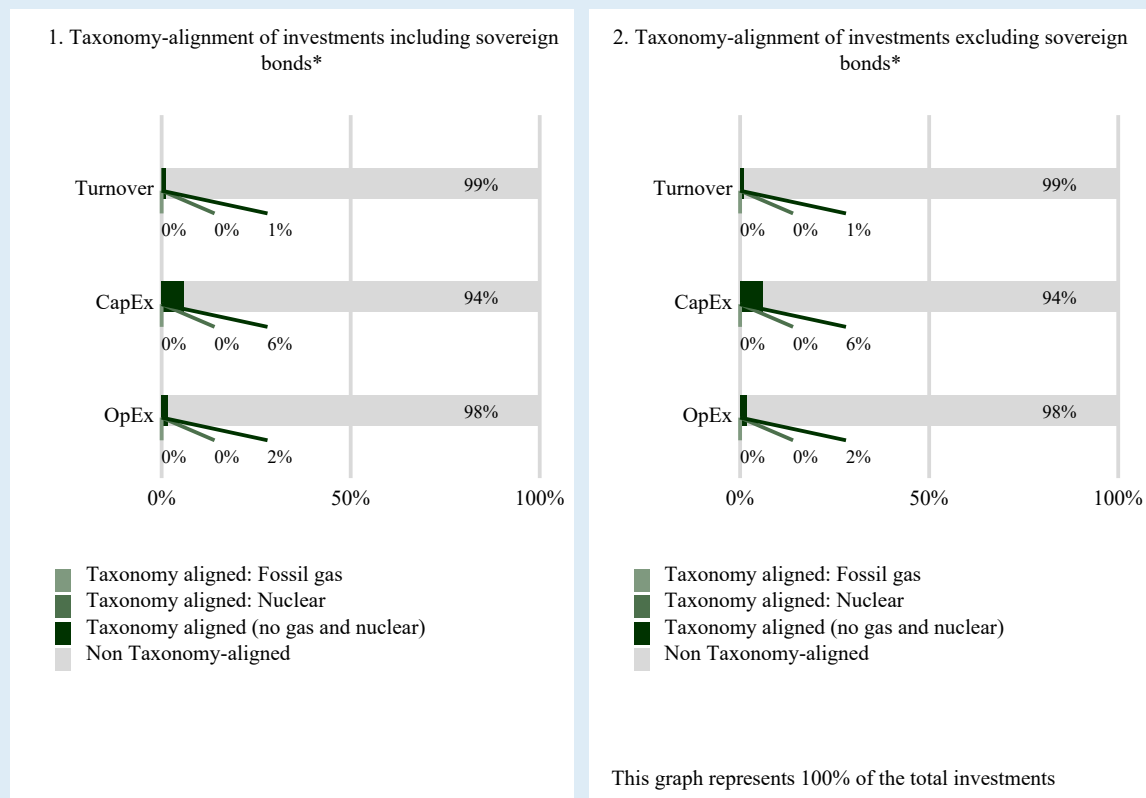 1. Taxonomy-alignment of investments including sovereign
bonds*
Turnover
99%
0% 0% 1%
CapEx
94%
0% 0% 6%
OpEx
98%
0% 0% 2%
0% 50% 100%
Taxonomy aligned: Fossil gas
Taxonomy aligned: Nuclear
Taxonomy aligned (no gas and nuclear)
Non Taxonomy-aligned
2. Taxonomy-alignment of investments excluding sovereign
bonds*
Turnover
99%
0% 0% 1%
CapEx
94%
0% 0% 6%
OpEx
98%
0% 0% 2%
0% 50% 100%
Taxonomy aligned: Fossil gas
Taxonomy aligned: Nuclear
Taxonomy aligned (no gas and nuclear)
Non Taxonomy-aligned
This graph represents 100% of the total investments